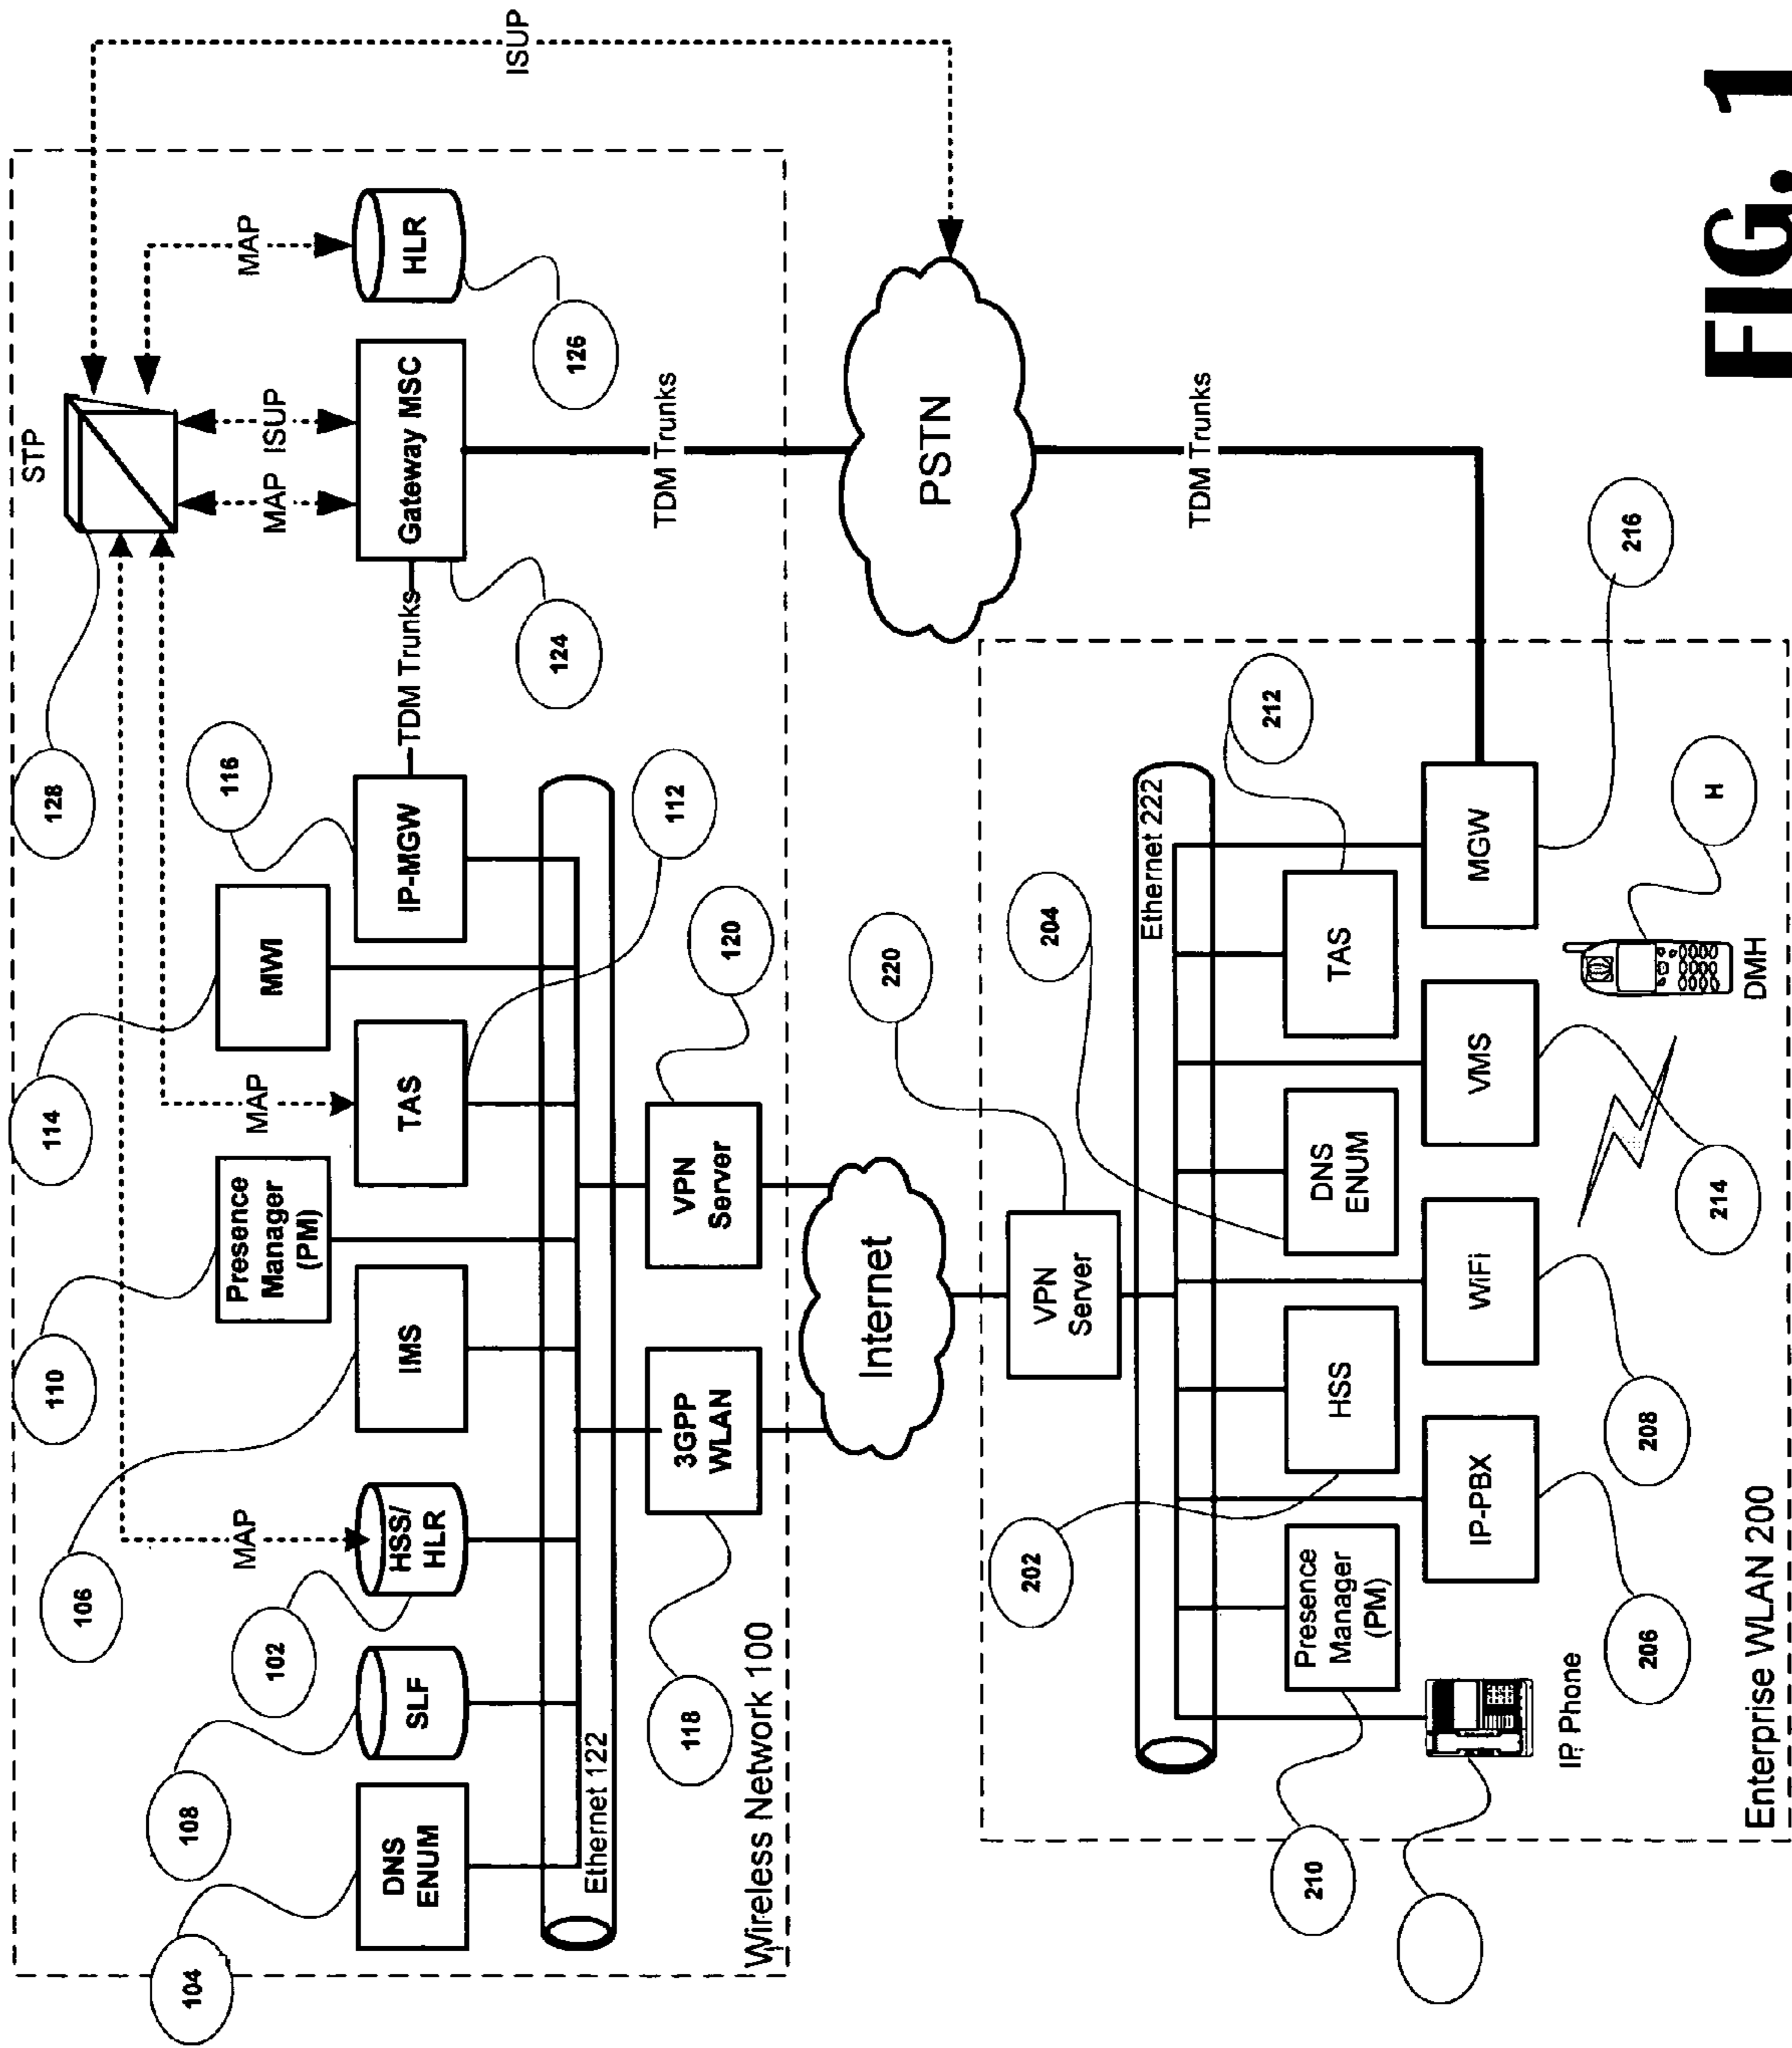 STP
ISUP
128
MAP
ISUP
MAP
114
116
MWI
110
Presence
Manager
(PM)
MAP
106
MAP
102
108
104
DNS
ENUM
SLF
HSS/
HLR
IMS
TAS
IP-MGW
TDM Trunks
Gateway MSC
HLR
126
124
112
Ethernet 122
TDM Trunks
118
3GPP
WLAN
VPN
Server
120
Wireless Network 100
Internet
PSTN
220
204
202
VPN
Server
Ethernet 222
TDM Trunks
212
210
Presence
Manager
(PM)
HSS
DNS
ENUM
TAS
IP-PBX
WiFi
VMS
MGW
216
IP Phone
206
208
214
DMH
H
Enterprise WLAN 200
FIG. 1